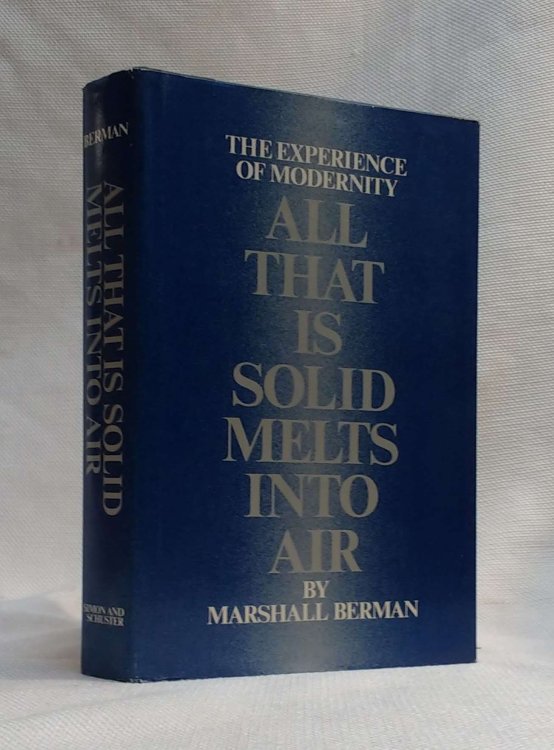 BERMAN
ALL THAT IS SOLID
MELTS INTO AIR
SIMON AND
SCHUSTER
THE EXPERIENCE
OF MODERNITY
ALL
THAT
IS
SOLID
MELTS
INTO
AIR
BY
MARSHALL BERMAN